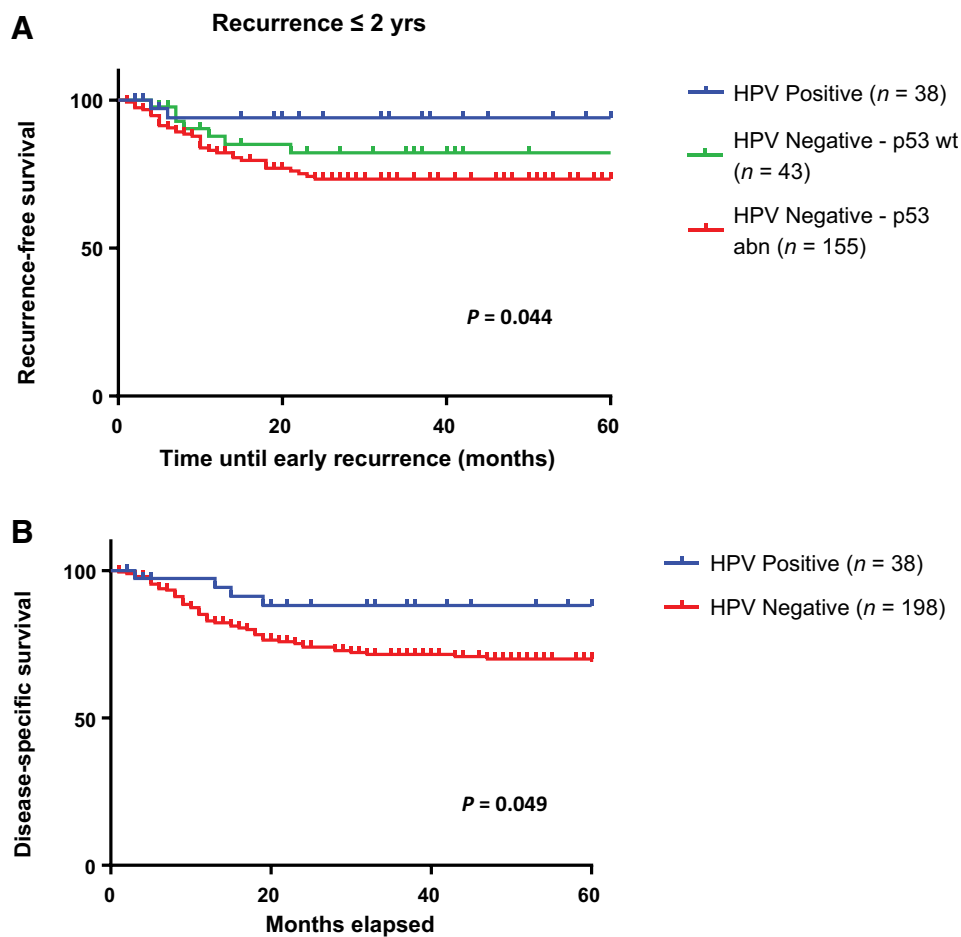 A
Recurrence ≤ 2 yrs
Recurrence-free survival
100
50
0
0 20 40 60
Time until early recurrence (months)
P = 0.044
HPV Positive (n = 38)
HPV Negative - p53 wt
(n = 43)
HPV Negative - p53
abn (n = 155)
B
Disease-specific survival
100
50
0
0 20 40 60
Months elapsed
P = 0.049
HPV Positive (n = 38)
HPV Negative (n = 198)